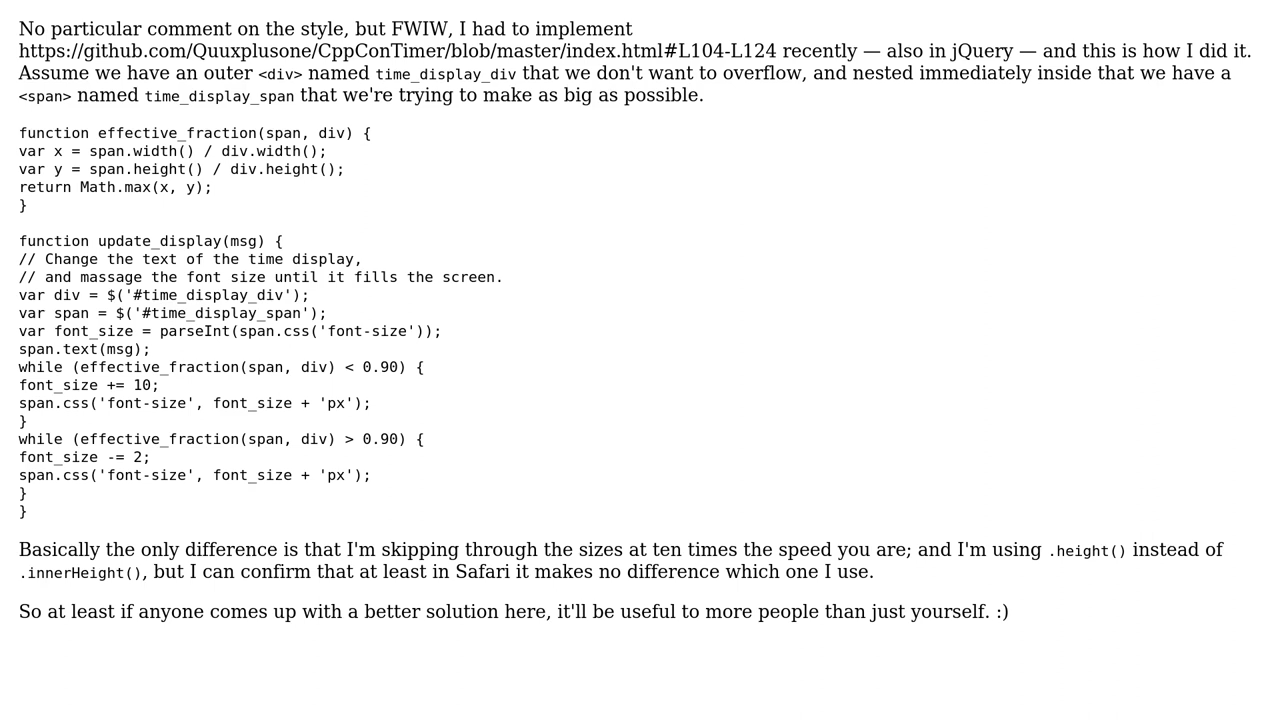 No particular comment on the style, but FWIW, I had to implement
https://github.com/Quuxplusone/CppConTimer/blob/master/index.html#L104-L124 recently — also in jQuery — and this is how I did it.
Assume we have an outer <div> named time_display_div that we don't want to overflow, and nested immediately inside that we have a
<span> named time_display_span that we're trying to make as big as possible.
function effective_fraction(span, div) {
var x = span.width() / div.width();
var y = span.height() / div.height();
return Math.max(x, y);
}
function update_display(msg) {
// Change the text of the time display,
// and massage the font size until it fills the screen.
var div = $('#time_display_div');
var span = $('#time_display_span');
var font_size = parseInt(span.css('font-size'));
span.text(msg);
while (effective_fraction(span, div) < 0.90) {
font_size += 10;
span.css('font-size', font_size + 'px');
}
while (effective_fraction(span, div) > 0.90) {
font_size -= 2;
span.css('font-size', font_size + 'px');
}
}
Basically the only difference is that I'm skipping through the sizes at ten times the speed you are; and I'm using .height() instead of
.innerHeight(), but I can confirm that at least in Safari it makes no difference which one I use.
So at least if anyone comes up with a better solution here, it'll be useful to more people than just yourself. :)